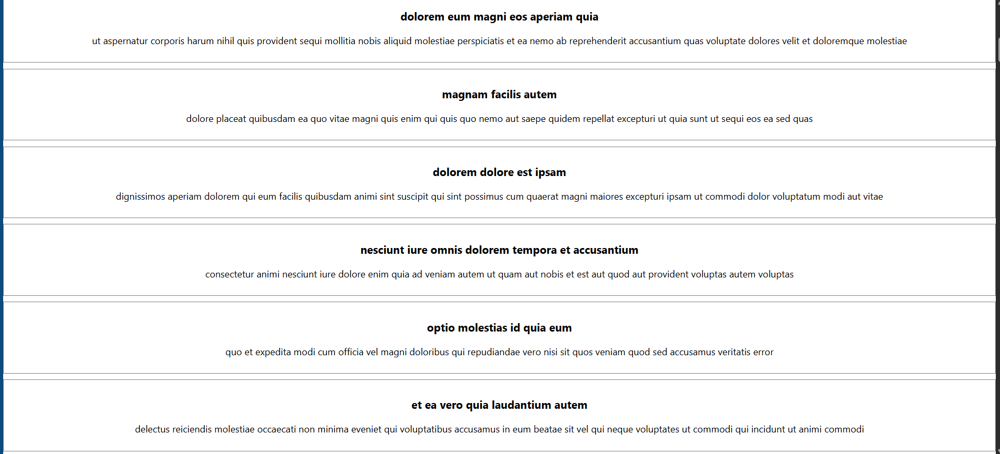 dolorem eum magni eos aperiam quia
ut aspernatur corporis harum nihil quis provident sequi mollitia nobis aliquid molestiae perspiciatis et ea nemo ab reprehenderit accusantium quas voluptate dolores velit et doloremque molestiae
magnam facilis autem
dolore placeat quibusdam ea quo vitae magni quis enim qui quis quo nemo aut saepe quidem repellat excepturi ut quia sunt ut sequi eos ea sed quas
dolorem dolore est ipsam
dignissimos aperiam dolorem qui eum facilis quibusdam animi sint suscipit qui sint possimus cum quaerat magni maiores excepturi ipsam ut commodi dolor voluptatum modi aut vitae
nesciunt iure omnis dolorem tempora et accusantium
consectetur animi nesciunt iure dolore enim quia ad veniam autem ut quam aut nobis et est aut quod aut provident voluptas autem voluptas
optio molestias id quia eum
quo et expedita modi cum officia vel magni doloribus qui repudiandae vero nisi sit quos veniam quod sed accusamus veritatis error
et ea vero quia laudantium autem
delectus reiciendis molestiae occaecati non minima eveniet qui voluptatibus accusamus in eum beatae sit vel qui neque voluptates ut commodi qui incidunt ut animi commodi